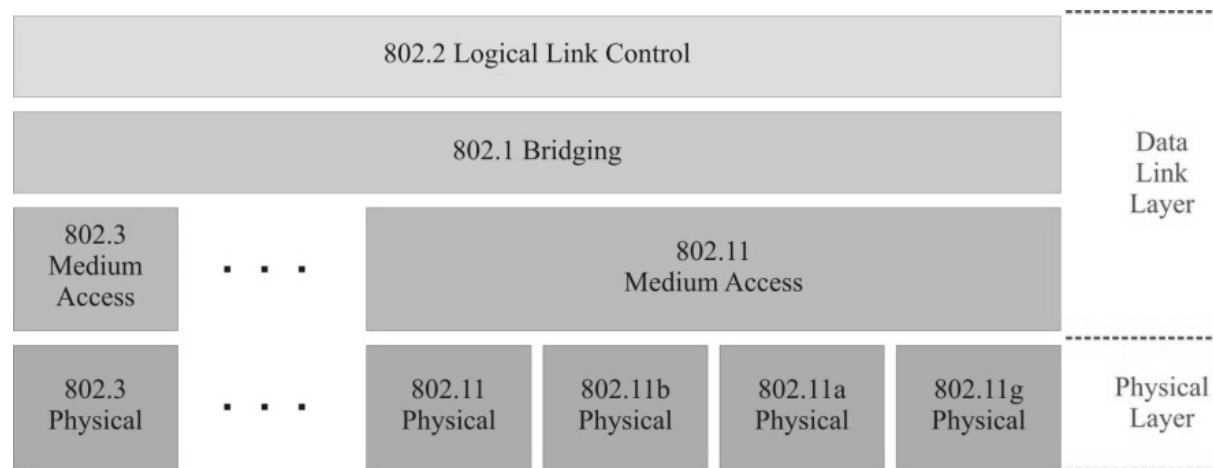 802.2 Logical Link Control
802.1 Bridging
Data
Link
Layer
802.3
Medium
Access
. . .
802.11
Medium Access
802.3
Physical
. . .
802.11
Physical
802.11b
Physical
802.11a
Physical
802.11g
Physical
Physical
Layer